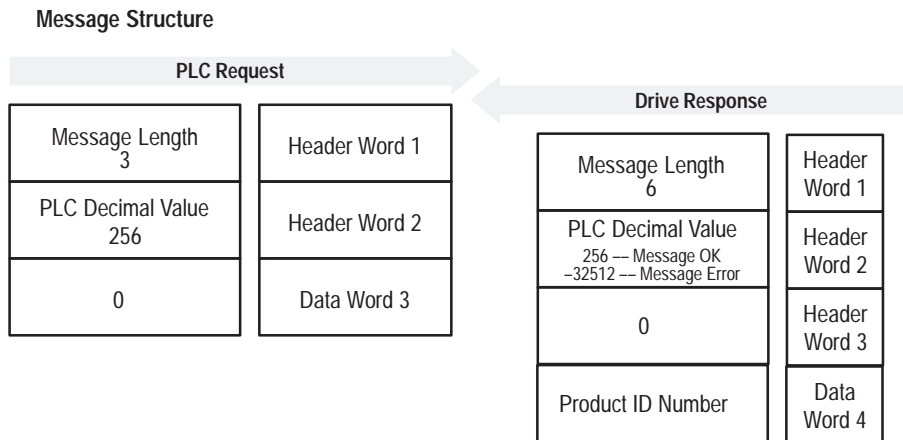 Message Structure
PLC Request
Message Length
3
Header Word 1
PLC Decimal Value
256
Header Word 2
0
Data Word 3
Drive Response
Message Length
6
Header
Word 1
PLC Decimal Value
256 –– Message OK
–32512 –– Message Error
Header
Word 2
0
Header
Word 3
Product ID Number
Data
Word 4